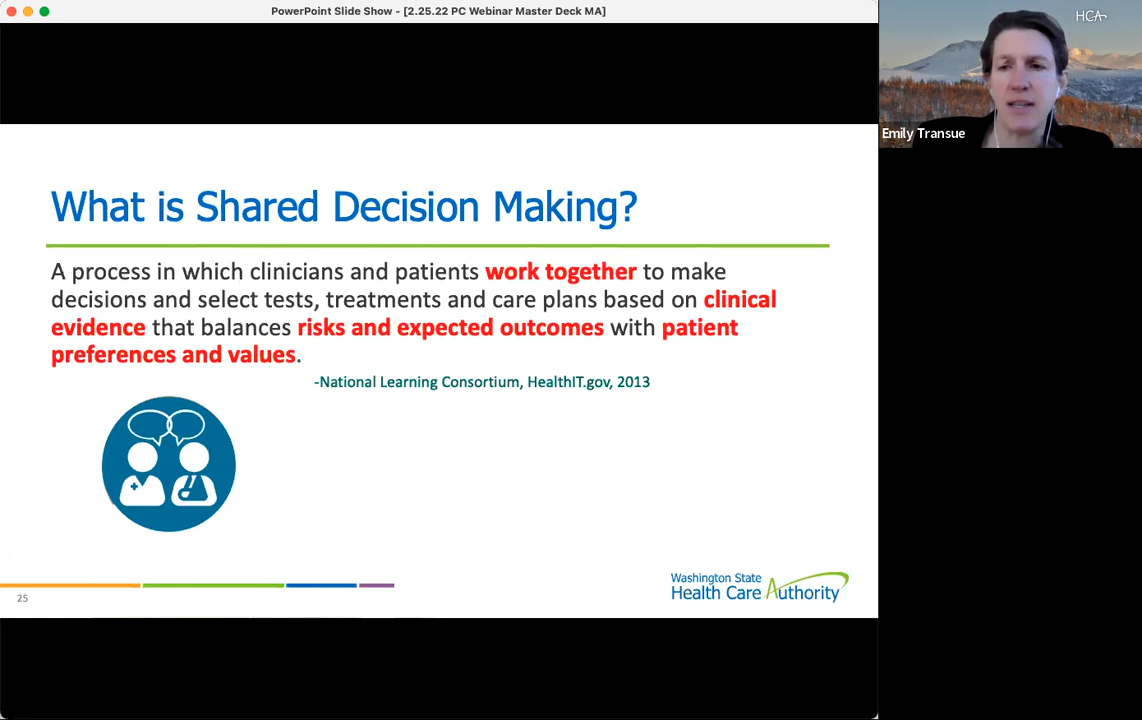 PowerPoint Slide Show - [2.25.22 PC Webinar Master Deck MA]
HCA
Emily Transue
What is Shared Decision Making?
A process in which clinicians and patients work together to make
decisions and select tests, treatments and care plans based on clinical
evidence that balances risks and expected outcomes with patient
preferences and values.
-National Learning Consortium, HealthIT.gov, 2013
Washington State
Health Care Authority
25